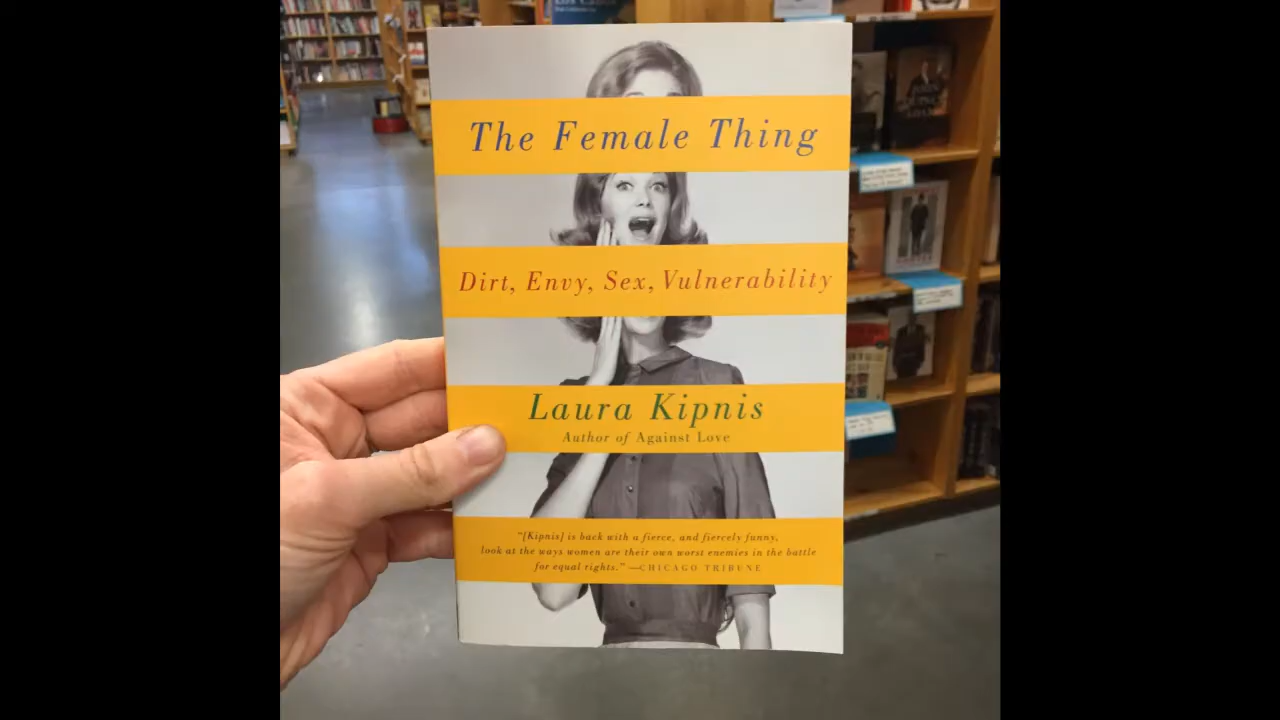 The Female Thing
Dirt, Envy, Sex, Vulnerability
Laura Kipnis
Author of Against Love
"[Kipnis] is back with a fierce, and fiercely funny,
look at the ways women are their own worst enemies in the battle
for equal rights." —CHICAGO TRIBUNE